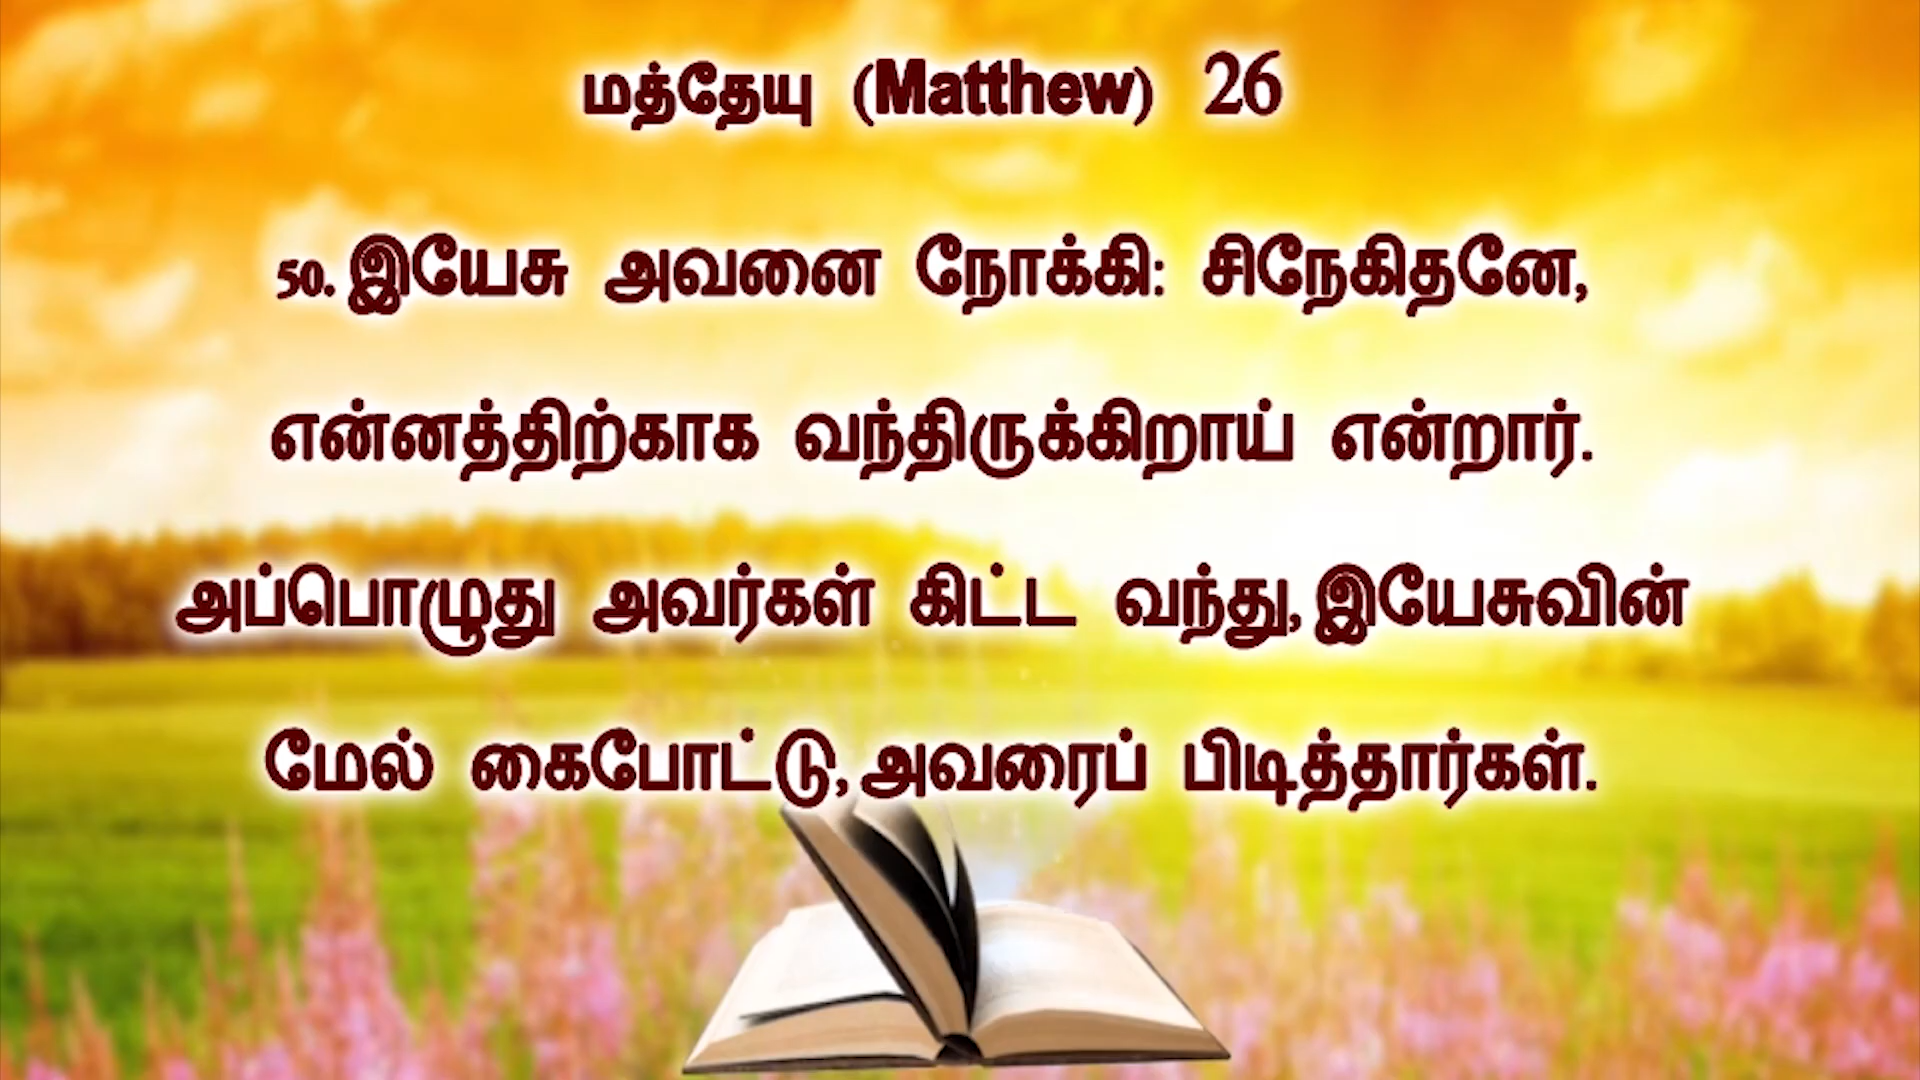 மத்தேயு (Matthew) 26
50. இயேசு அவனை நோக்கி: சிநேகிதனே,
என்னத்திற்காக வந்திருக்கிறாய் என்றார்.
அப்பொழுது அவர்கள் கிட்ட வந்து, இயேசுவின்
மேல் கைபோட்டு, அவரைப் பிடித்தார்கள்.